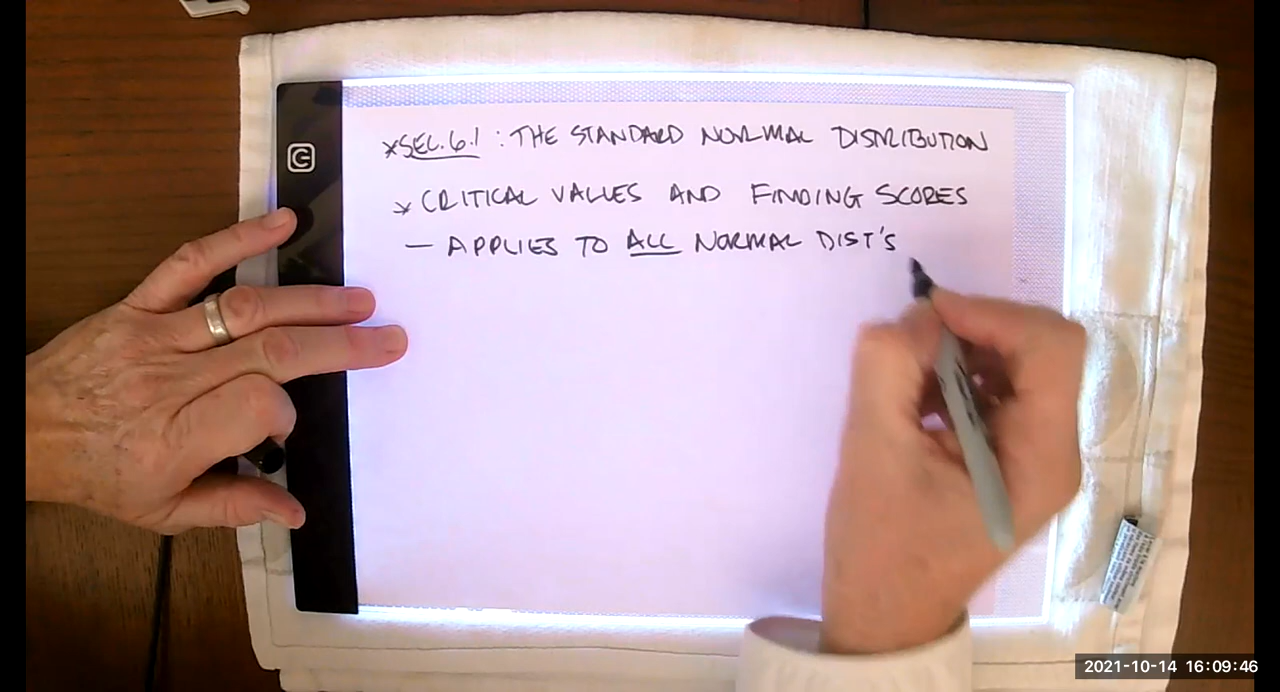 *SEC. 6.1 : THE STANDARD NORMAL DISTRIBUTION
* CRITICAL VALUES AND FINDING SCORES
— APPLIES TO ALL NORMAL DIST'S
2021-10-14 16:09:46